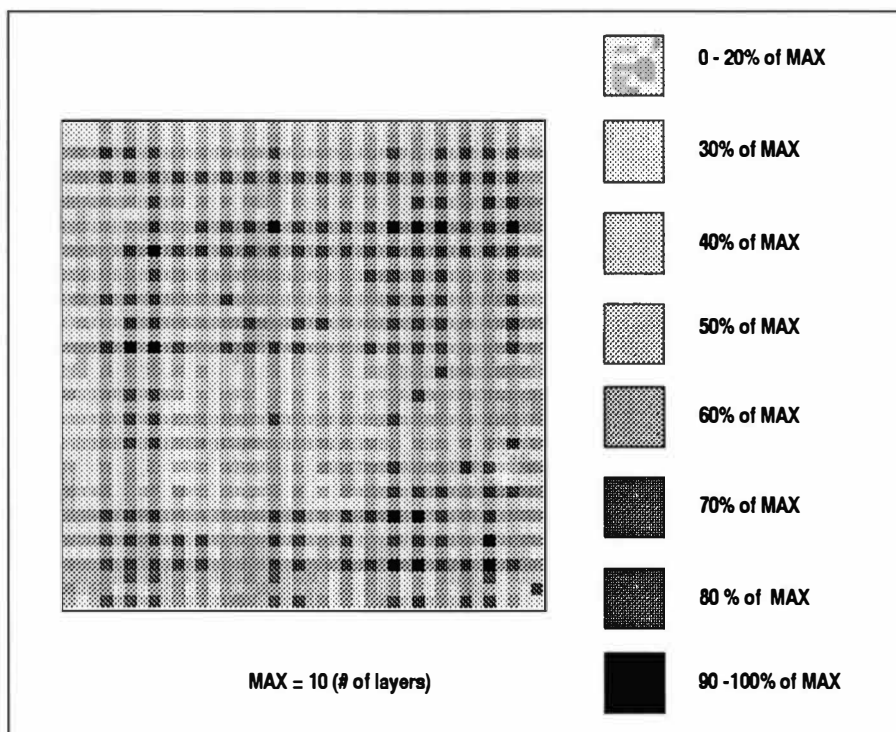 0 - 20% of MAX
30% of MAX
40% of MAX
50% of MAX
60% of MAX
70% of MAX
80 % of MAX
90 -100% of MAX
MAX = 10 (# of layers)